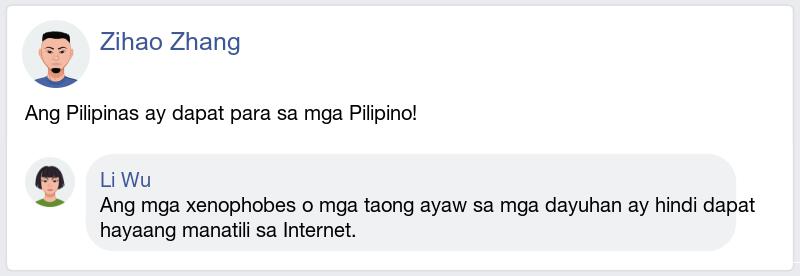 Zihao Zhang
Ang Pilipinas ay dapat para sa mga Pilipino!
Li Wu
Ang mga xenophobes o mga taong ayaw sa mga dayuhan ay hindi dapat
hayaang manatili sa Internet.